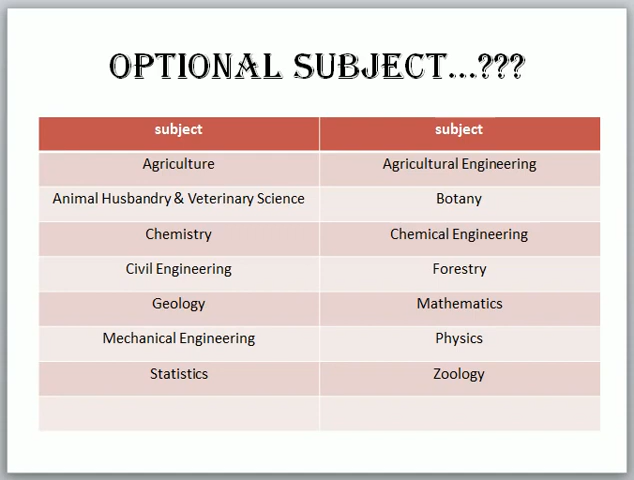 OPTIONAL SUBJECT...???
subject subject
Agriculture Agricultural Engineering
Animal Husbandry & Veterinary Science Botany
Chemistry Chemical Engineering
Civil Engineering Forestry
Geology Mathematics
Mechanical Engineering Physics
Statistics Zoology